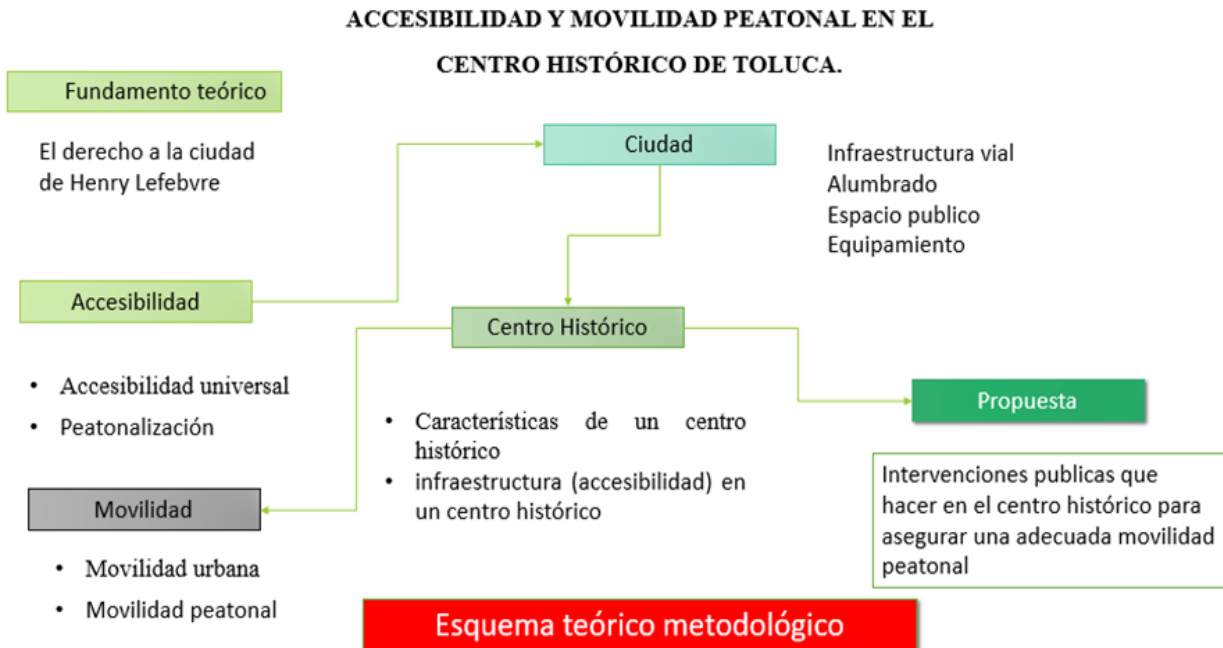 ACCESIBILIDAD Y MOVILIDAD PEATONAL EN EL
CENTRO HISTÓRICO DE TOLUCA.
Fundamento teórico
El derecho a la ciudad
de Henry Lefebvre
Ciudad
Infraestructura vial
Alumbrado
Espacio publico
Equipamiento
Accesibilidad
• Accesibilidad universal
• Peatonalización
Centro Histórico
• Características de un centro
histórico
• infraestructura (accesibilidad) en
un centro histórico
Propuesta
Intervenciones publicas que
hacer en el centro histórico para
asegurar una adecuada movilidad
peatonal
Movilidad
• Movilidad urbana
• Movilidad peatonal
Esquema teórico metodológico